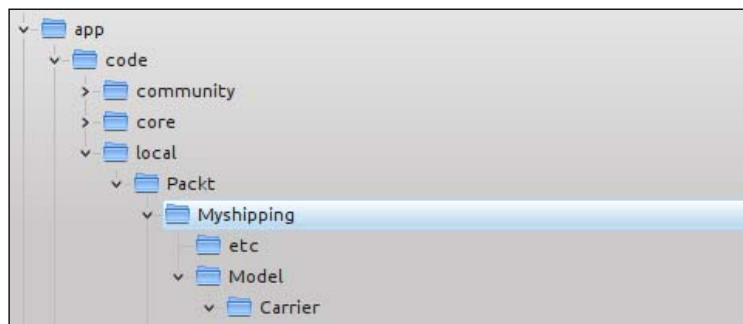 app
code
community
core
local
Packt
Myshipping
etc
Model
Carrier